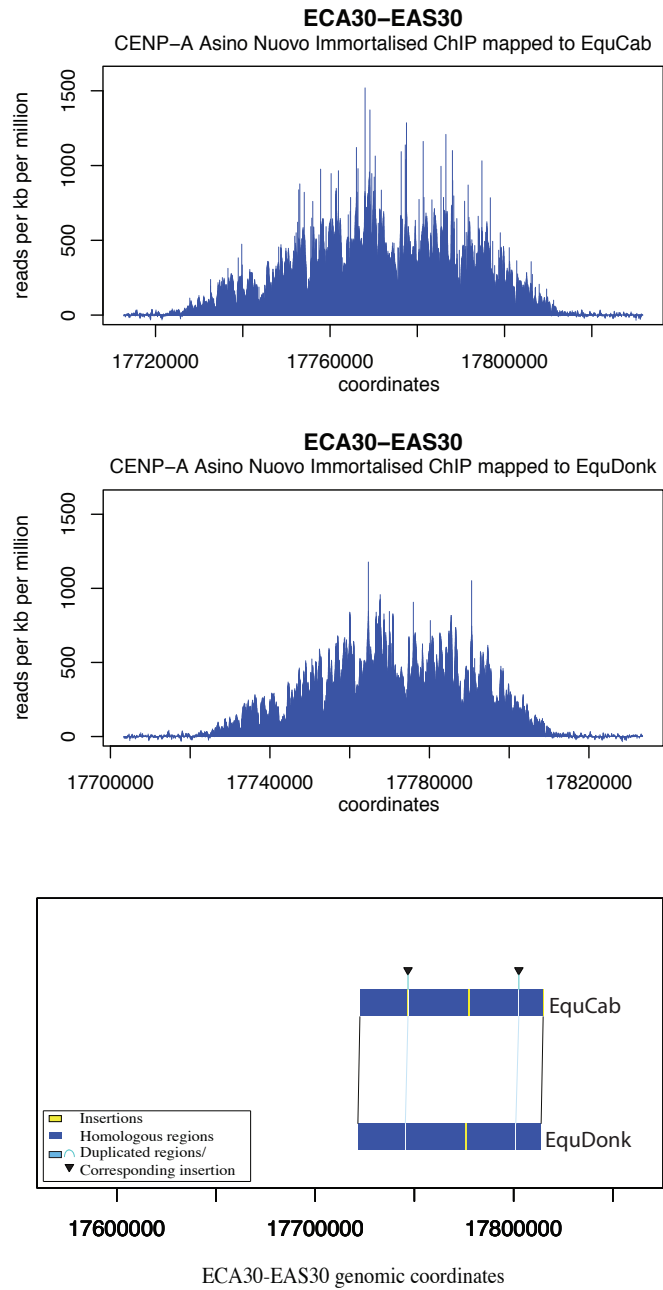 ECA30−EAS30
CENP−A Asino Nuovo Immortalised ChIP mapped to EquCab
reads per kb per million
1500
1000
500
0
17720000 17760000 17800000
coordinates
ECA30−EAS30
CENP−A Asino Nuovo Immortalised ChIP mapped to EquDonk
reads per kb per million
1500
1000
500
0
17700000 17740000 17780000 17820000
coordinates
EquCab
EquDonk
Insertions
Homologous regions
Duplicated regions/
Corresponding insertion
17600000 17700000 17800000
ECA30-EAS30 genomic coordinates